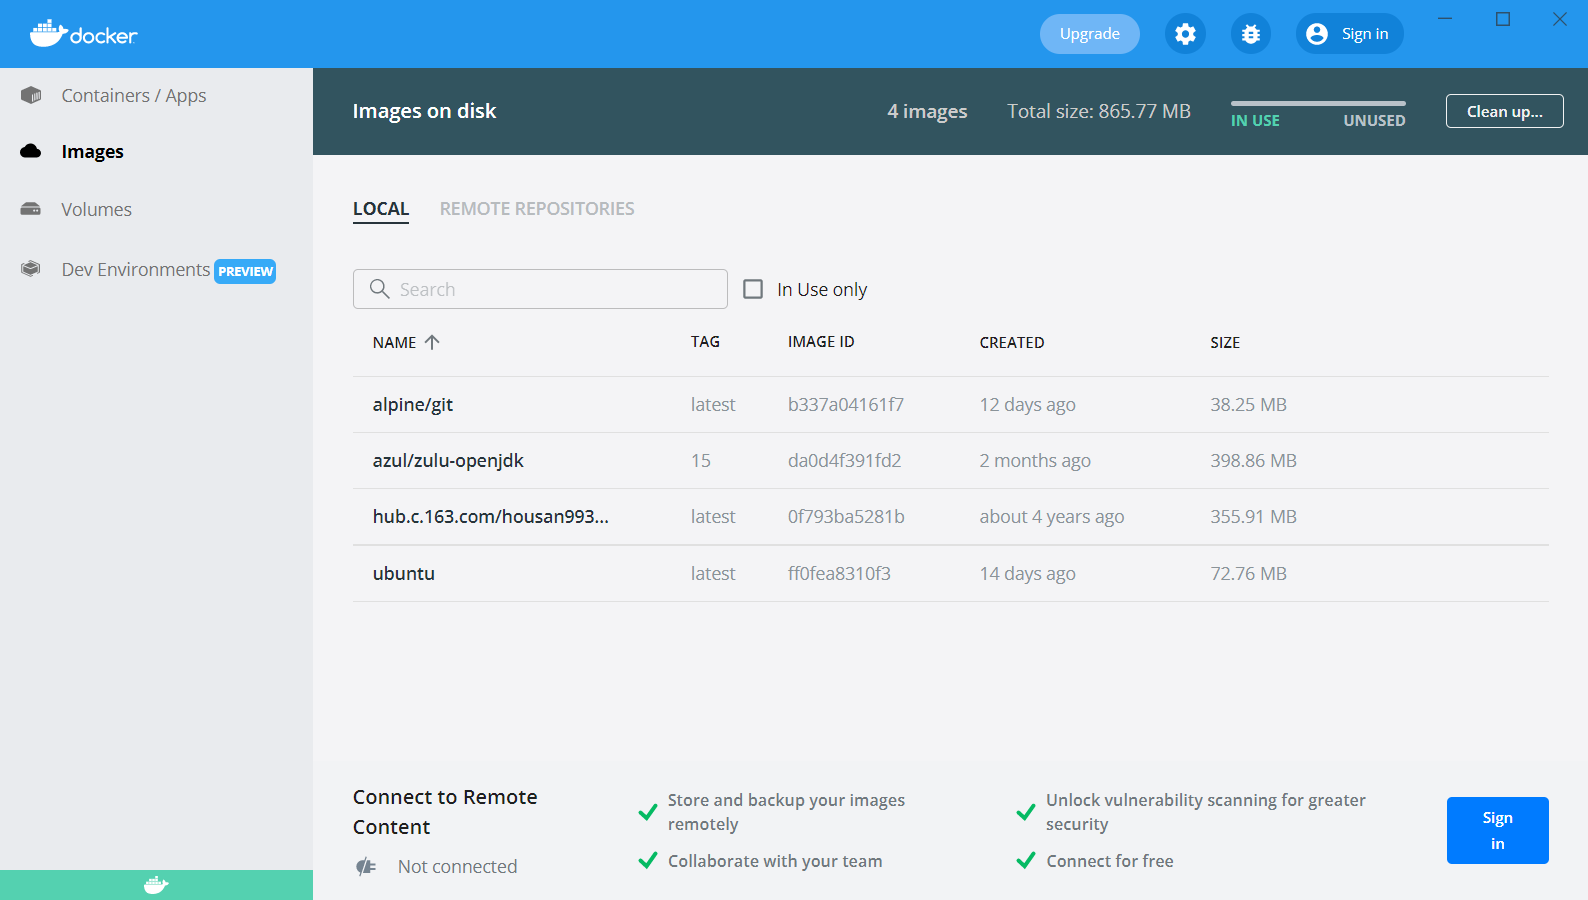 docker
Upgrade
Sign in
Containers / Apps
Images
Volumes
Dev Environments PREVIEW
Images on disk
4 images
Total size: 865.77 MB
IN USE
UNUSED
Clean up...
LOCAL
REMOTE REPOSITORIES
Search
In Use only
NAME TAG IMAGE ID CREATED SIZE
alpine/git latest b337a04161f7 12 days ago 38.25 MB
azul/zulu-openjdk 15 da0d4f391fd2 2 months ago 398.86 MB
hub.c.163.com/housan993... latest 0f793ba5281b about 4 years ago 355.91 MB
ubuntu latest ff0fea8310f3 14 days ago 72.76 MB
Connect to Remote
Content
Not connected
Store and backup your images
remotely
Collaborate with your team
Unlock vulnerability scanning for greater
security
Connect for free
Sign
in